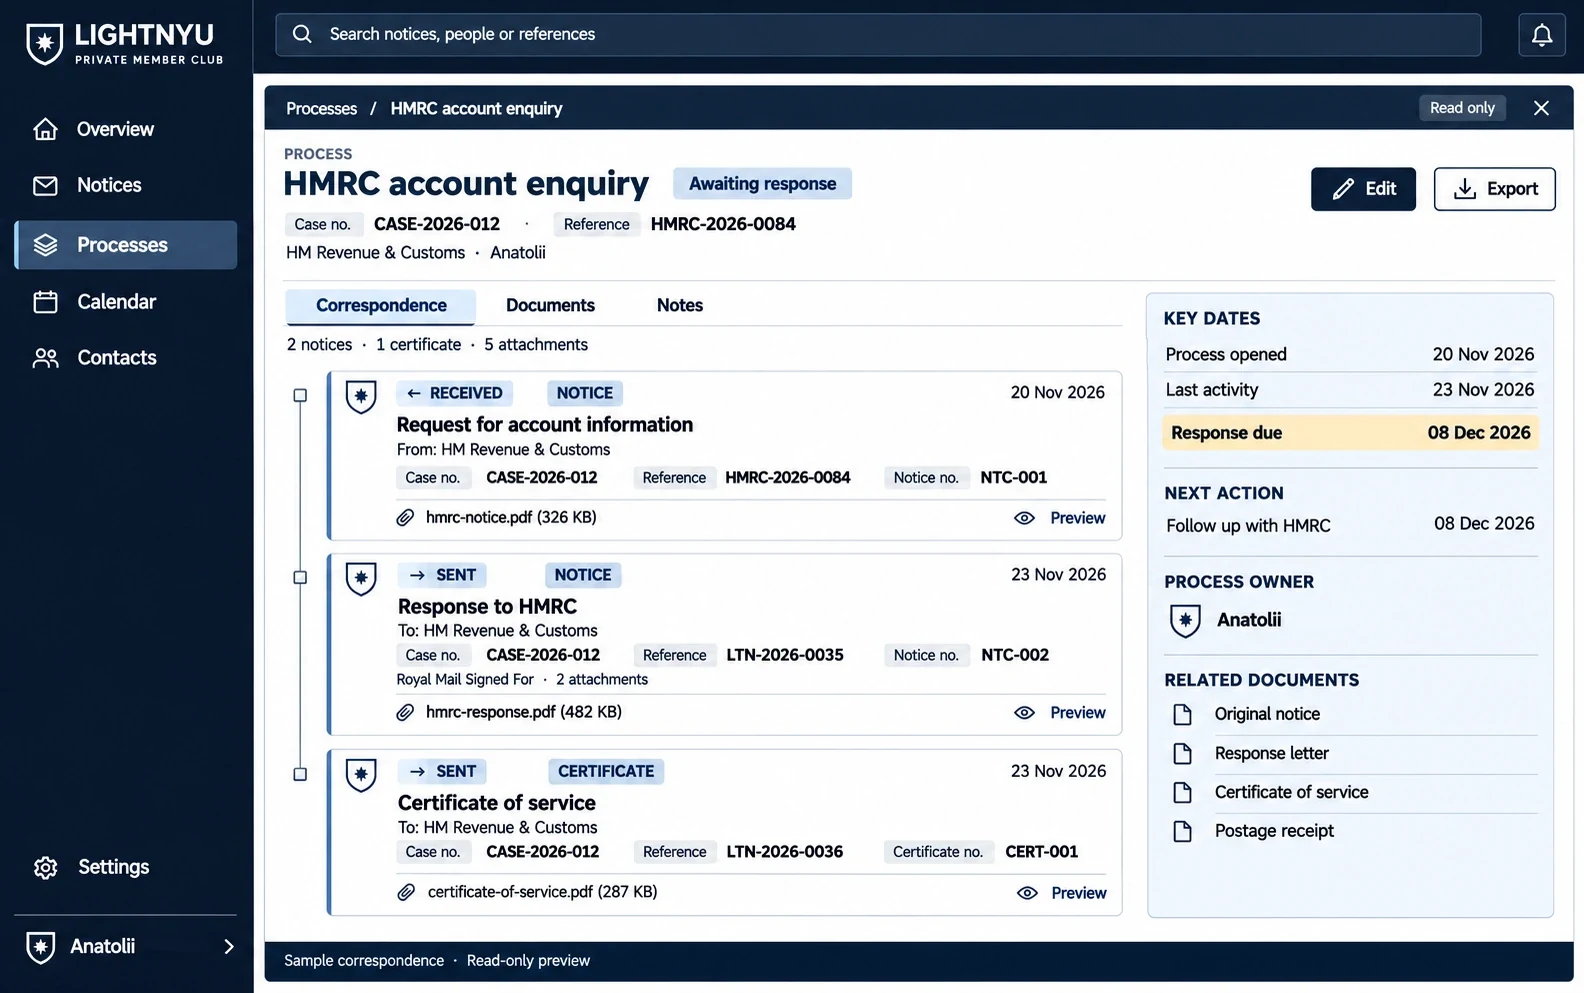 LIGHTNYU
PRIVATE MEMBER CLUB
Search notices, people or references
Overview
Notices
Processes
Calendar
Contacts
Settings
Anatolii
Processes / HMRC account enquiry
Read only
PROCESS
HMRC account enquiry Awaiting response
Edit Export
Case no. CASE-2026-012 · Reference HMRC-2026-0084
HM Revenue & Customs · Anatolii
Correspondence Documents Notes
2 notices · 1 certificate · 5 attachments
← RECEIVED NOTICE 20 Nov 2026
Request for account information
From: HM Revenue & Customs
Case no. CASE-2026-012 Reference HMRC-2026-0084 Notice no. NTC-001
hmrc-notice.pdf (326 KB) Preview
→ SENT NOTICE 23 Nov 2026
Response to HMRC
To: HM Revenue & Customs
Case no. CASE-2026-012 Reference LTN-2026-0035 Notice no. NTC-002
Royal Mail Signed For · 2 attachments
hmrc-response.pdf (482 KB) Preview
→ SENT CERTIFICATE 23 Nov 2026
Certificate of service
To: HM Revenue & Customs
Case no. CASE-2026-012 Reference LTN-2026-0036 Certificate no. CERT-001
certificate-of-service.pdf (287 KB) Preview
KEY DATES
Process opened 20 Nov 2026
Last activity 23 Nov 2026
Response due 08 Dec 2026
NEXT ACTION
Follow up with HMRC 08 Dec 2026
PROCESS OWNER
Anatolii
RELATED DOCUMENTS
Original notice
Response letter
Certificate of service
Postage receipt
Sample correspondence · Read-only preview